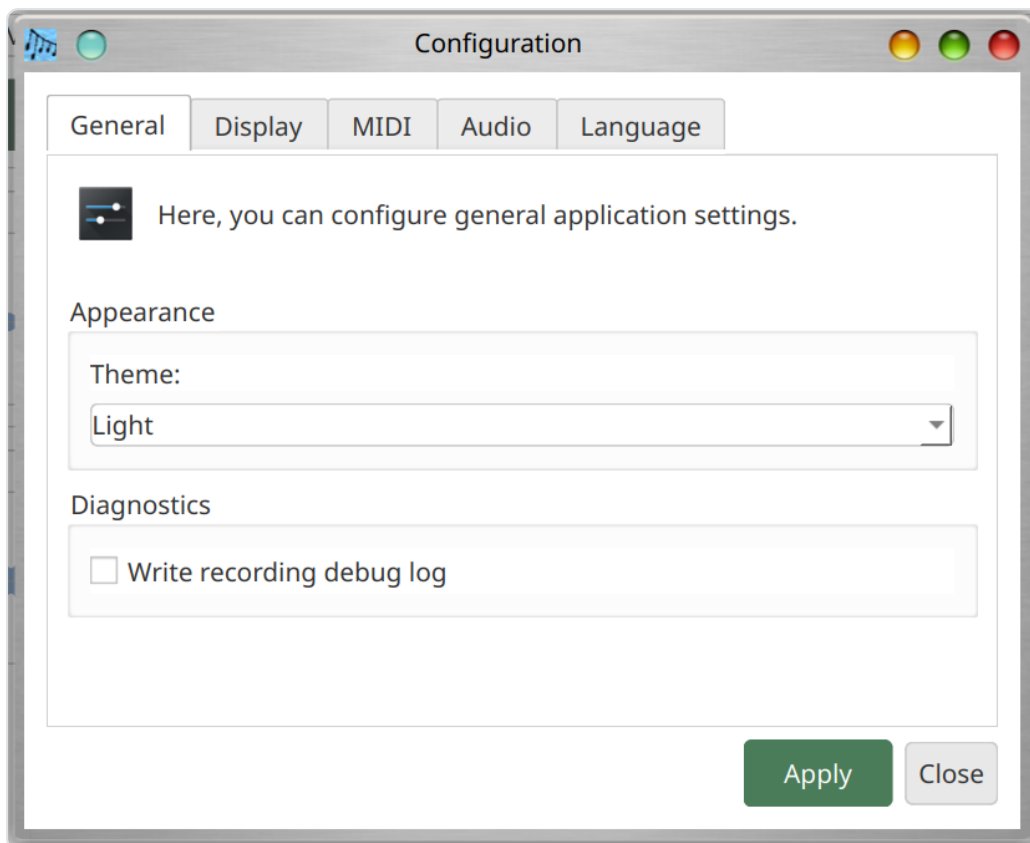 Configuration
General Display MIDI Audio Language
Here, you can configure general application settings.
Appearance
Theme:
Light
Diagnostics
Write recording debug log
Apply Close